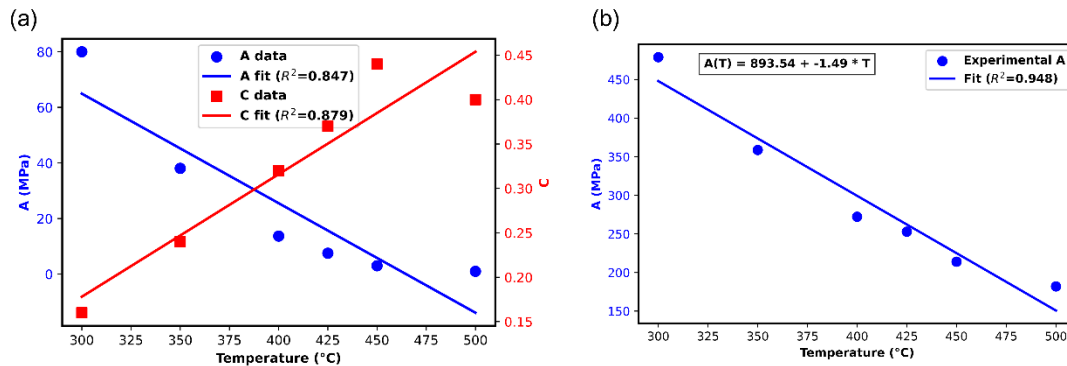 (a)
A data
A fit (R²=0.847)
C data
C fit (R²=0.879)
A (MPa)
80
60
40
20
0
C
0.45
0.40
0.35
0.30
0.25
0.20
0.15
300 325 350 375 400 425 450 475 500
Temperature (°C)
(b)
A(T) = 893.54 + -1.49 * T
Experimental A
Fit (R²=0.948)
A (MPa)
450
400
350
300
250
200
150
300 325 350 375 400 425 450 475 500
Temperature (°C)